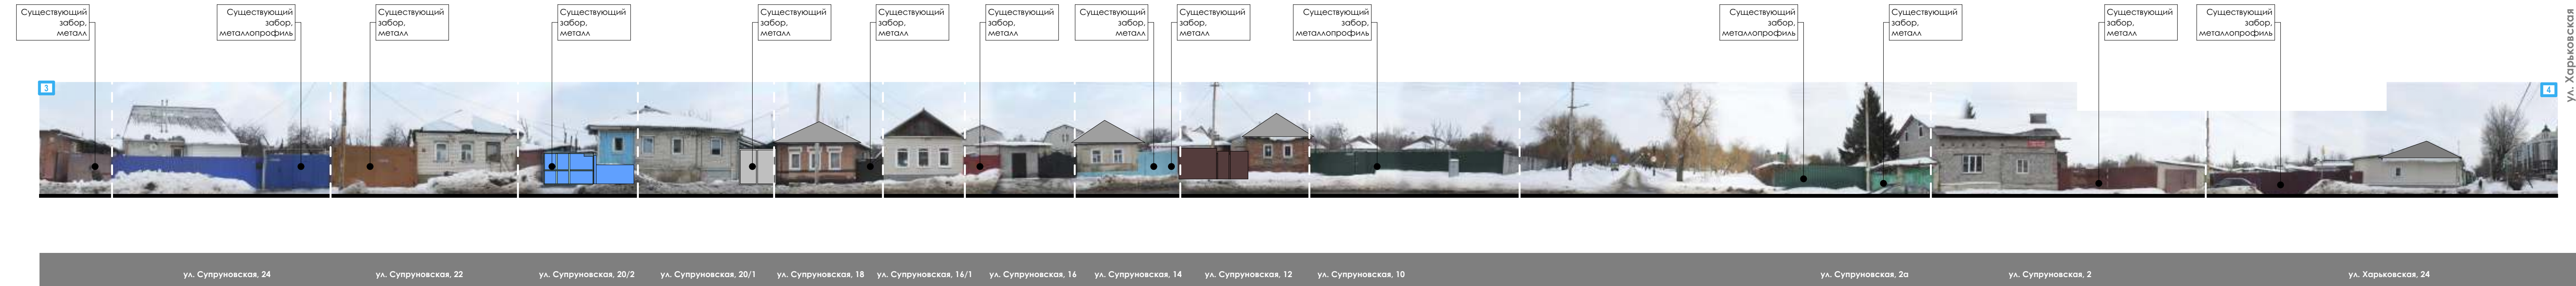 Существующий
забор,
металл
Существующий
забор,
металлопрофиль
Существующий
забор,
металл
Существующий
забор,
металл
Существующий
забор,
металл
Существующий
забор,
металл
Существующий
забор,
металл
Существующий
забор,
металл
Существующий
забор,
металл
Существующий
забор,
металлопрофиль
Существующий
забор,
металлопрофиль
Существующий
забор,
металл
Существующий
забор,
металл
Существующий
забор,
металлопрофиль
ул. Харьковская
3
4
ул. Супруновская, 24
ул. Супруновская, 22
ул. Супруновская, 20/2
ул. Супруновская, 20/1
ул. Супруновская, 18
ул. Супруновская, 16/1
ул. Супруновская, 16
ул. Супруновская, 14
ул. Супруновская, 12
ул. Супруновская, 10
ул. Супруновская, 2а
ул. Супруновская, 2
ул. Харьковская, 24